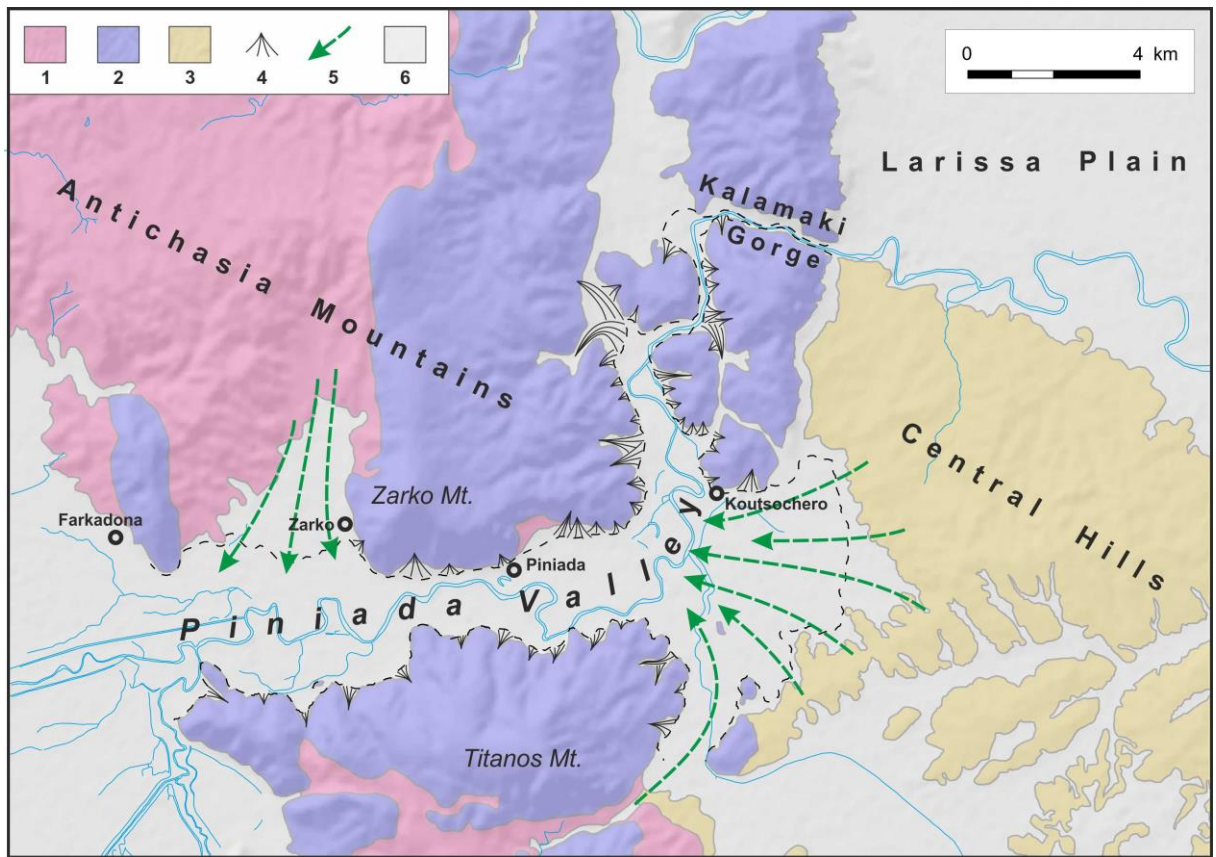 1 2 3 4 5 6
0 4 km
Larissa Plain
Kalamaki
Gorge
Antichasia Mountains
Central Hills
Zarko Mt.
Koutsochero
Farkadona
Zarko
Piniada
Piniada Valley
Titanos Mt.